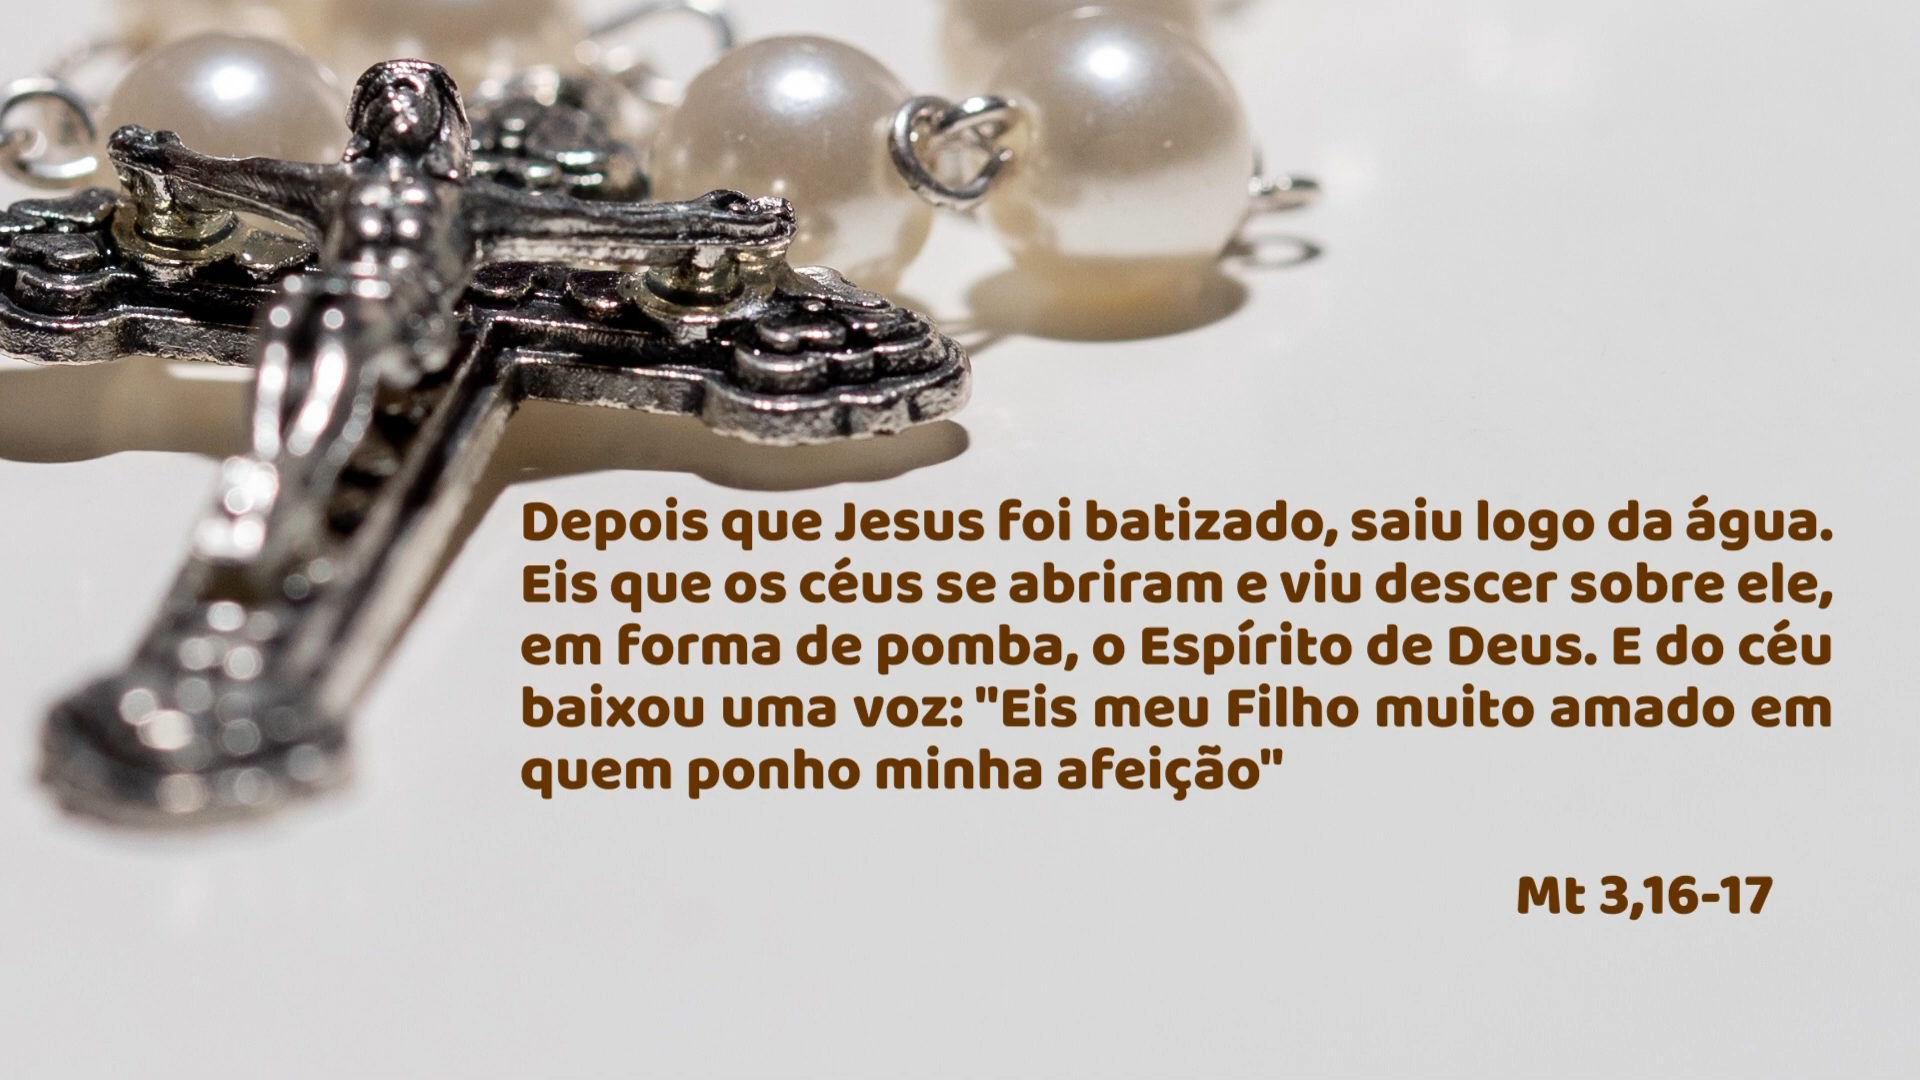 Depois que Jesus foi batizado, saiu logo da água.
Eis que os céus se abriram e viu descer sobre ele,
em forma de pomba, o Espírito de Deus. E do céu
baixou uma voz: "Eis meu Filho muito amado em
quem ponho minha afeição"
Mt 3,16-17